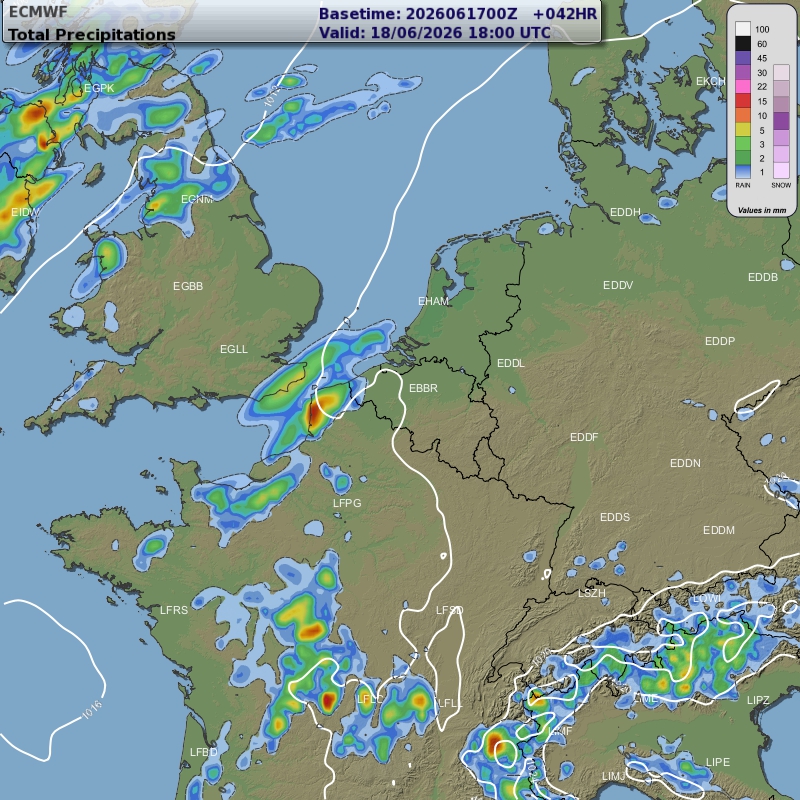 ECMWF
Basetime: 2026061700Z +042HR
Total Precipitations
Valid: 18/06/2026 18:00 UTC
100
60
45
30
22
15
10
5
3
2
1
RAIN SNOW
Values in mm
EGPK
EKCH
EGNM
EIDW
EDDH
EGBB
EDDV
EDDB
EHAM
EGLL
EDDP
EDDL
EBBR
EDDF
EDDN
LFPG
EDDS
EDDM
LSZH
LOWI
LFRS
LFSD
LIPZ
LFLL
1016
LFBD
LIPE
LIMJ